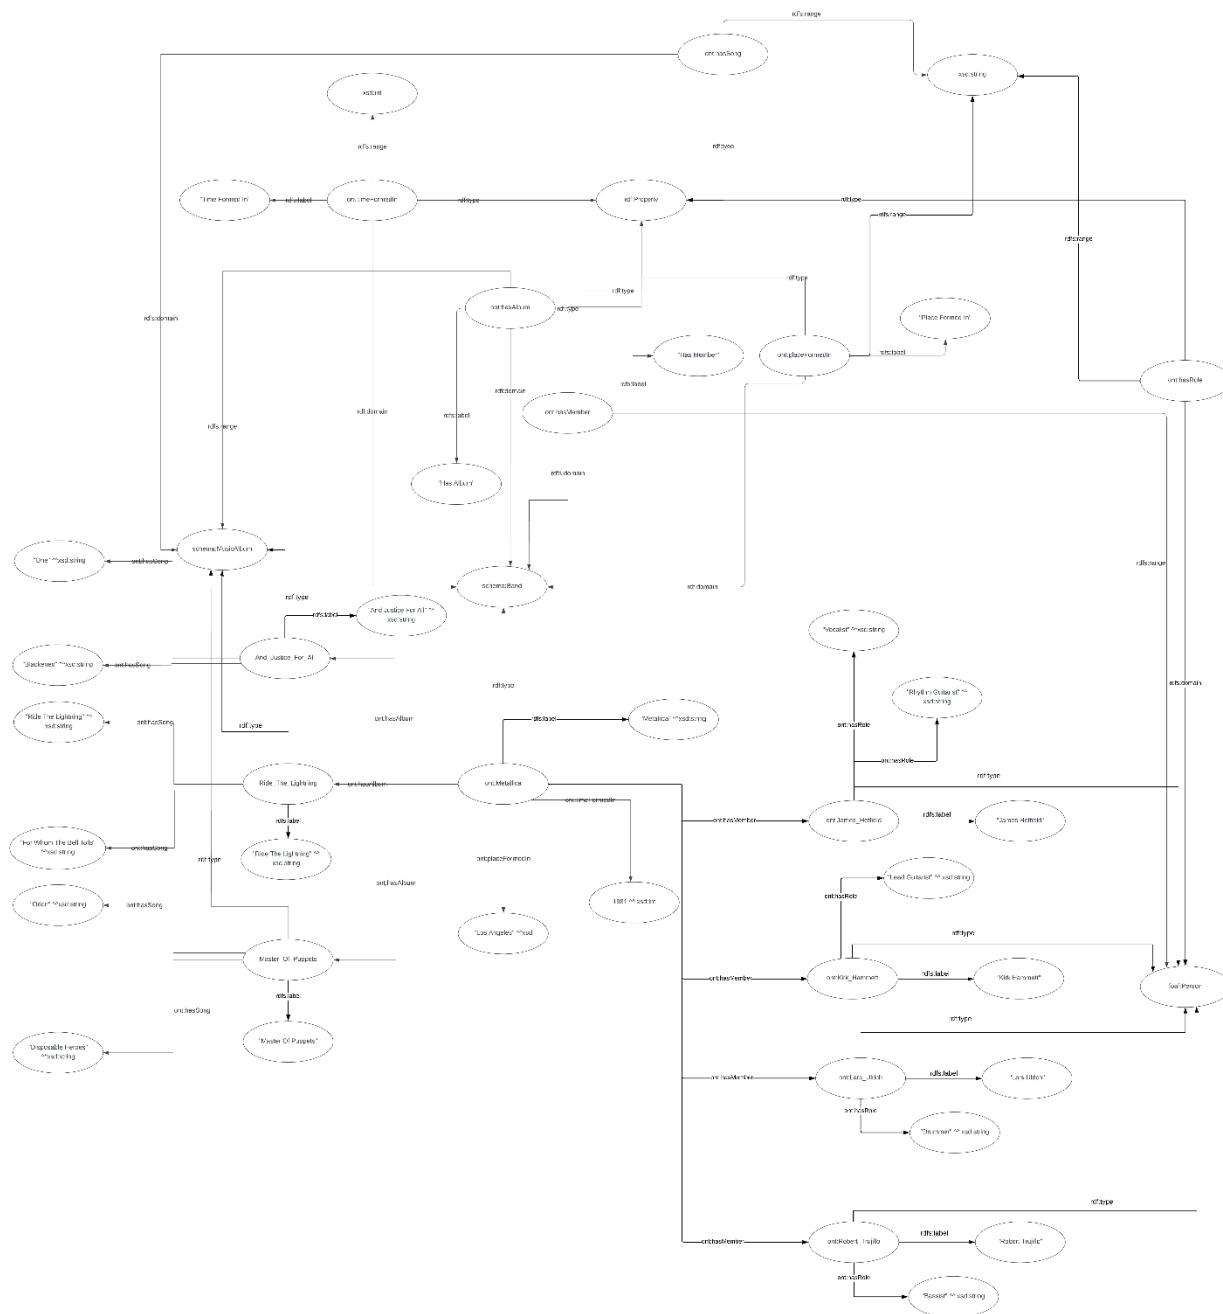 rdfs:range
ont:hasSong
xsd:string
xsd:int
rdfs:range
rdf:type
"Time Formed In"
rdfs:label
ont:timeFormedIn
rdf:type
rdf:Property
rdf:type
rdfs:range
rdfs:range
rdf:type
rdf:type
ont:hasAlbum
rdf:type
"Place Formed In"
rdfs:domain
"Has Member"
ont:placeFormedIn
rdfs:label
rdfs:domain
rdfs:label
ont:hasRole
rdf:domain
rdfs:label
ont:hasMember
rdfs:range
rdfs:domain
"Has Album"
schema:MusicAlbum
"One" ^^xsd:string
ont:hasSong
rdfs:range
schema:Band
rdf:domain
rdf:type
rdfs:label
"And Justice For All" ^^
xsd:string
"Vocalist" ^^xsd:string
And_Justice_For_All
"Blackened" ^^xsd:string
ont:hasSong
rdf:type
rdfs:domain
"Rhythm Guitarist" ^^
xsd:string
"Ride The Lightning" ^^
xsd:string
ont:hasSong
rdf:type
ont:hasAlbum
rdfs:label
"Metallica" ^^xsd:string
ont:hasRole
ont:hasRole
rdf:type
Ride_The_Lightning
ont:hasAlbum
ont:Metallica
ont:timeFormedIn
rdfs:label
ont:hasMember
ont:James_Hetfield
rdfs:label
"James Hetfield"
"For Whom The Bell Tolls"
^^xsd:string
ont:hasSong
rdf:type
"Ride The Lightning" ^^
xsd:string
ont:placeFormedIn
ont:hasAlbum
"Lead Guitarist" ^^ xsd:string
ont:hasRole
"Orion" ^^xsd:string
ont:hasSong
1981 ^^ xsd:int
"Los Angeles" ^^xsd
rdf:type
Master_Of_Puppets
ont:hasMember
ont:Kirk_Hammett
rdfs:label
"Kirk Hammett"
foaf:Person
rdfs:label
ont:hasSong
rdf:type
"Master Of Puppets"
"Disposable Heroes"
^^xsd:string
ont:hasMember
ont:Lars_Ulrich
rdfs:label
"Lars Ulrich"
ont:hasRole
"Drummer" ^^ xsd:string
rdf:type
ont:hasMember
ont:Robert_Trujillo
rdfs:label
"Robert Trujillo"
ont:hasRole
"Bassist" ^^ xsd:string